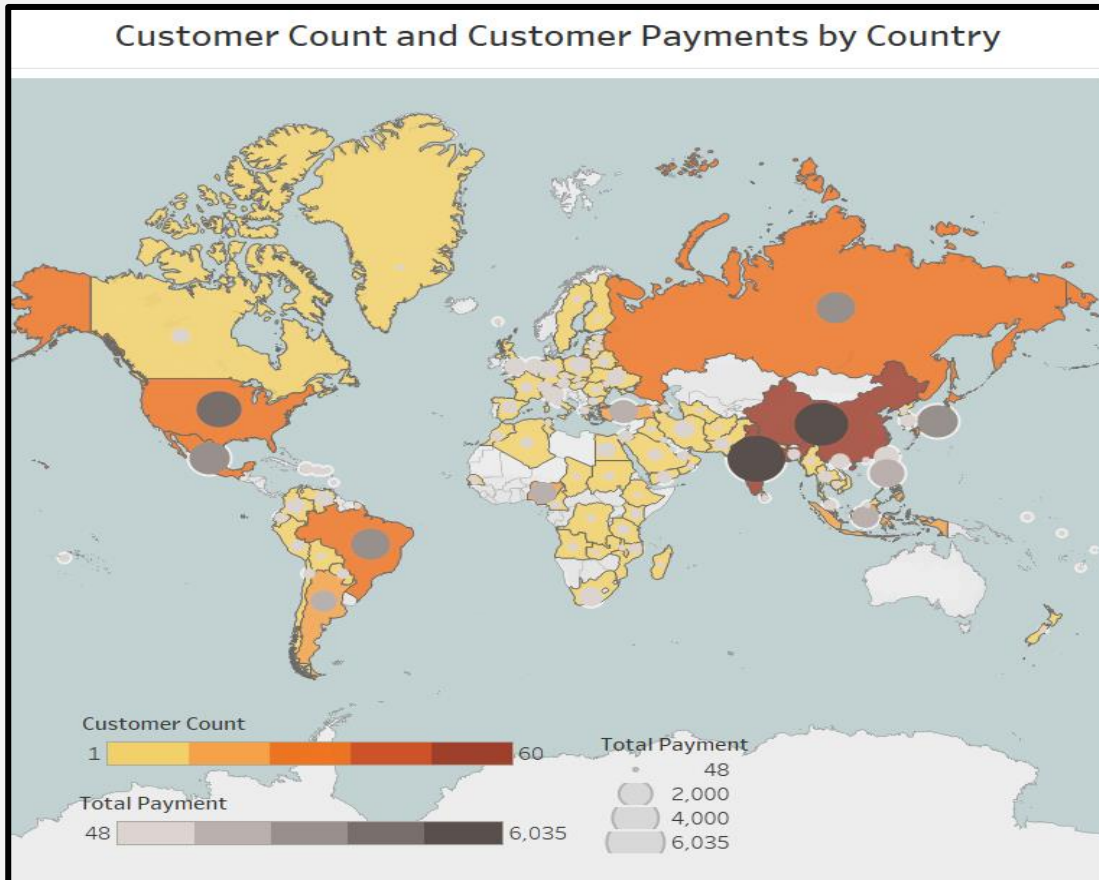 Customer Count and Customer Payments by Country
Customer Count
1 60
Total Payment
48 6,035
Total Payment
48
2,000
4,000
6,035